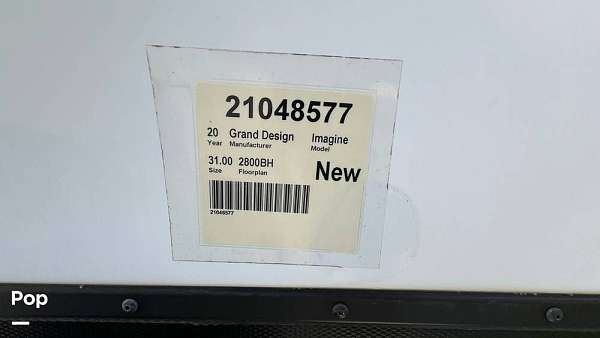 21048577
20 Grand Design Imagine
Year Manufacturer Model
31.00 2800BH New
Size Floorplan
21048577
Pop